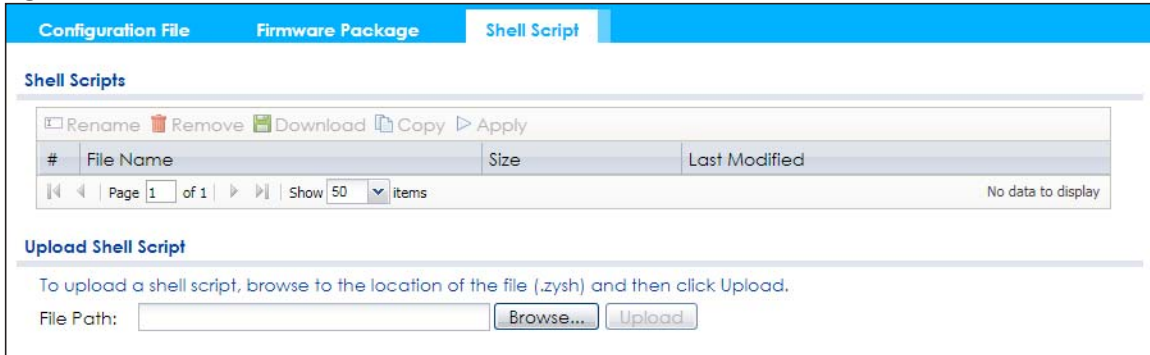 Configuration File Firmware Package Shell Script
Shell Scripts
Rename Remove Download Copy Apply
# File Name Size Last Modified
Page 1 of 1 Show 50 items No data to display
Upload Shell Script
To upload a shell script, browse to the location of the file (.zysh) and then click Upload.
File Path: Browse... Upload